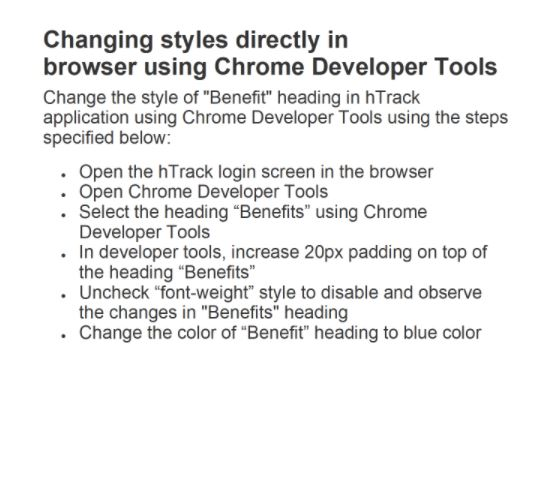 Changing styles directly in
browser using Chrome Developer Tools
Change the style of "Benefit" heading in hTrack
application using Chrome Developer Tools using the steps
specified below:
• Open the hTrack login screen in the browser
• Open Chrome Developer Tools
• Select the heading “Benefits” using Chrome
Developer Tools
• In developer tools, increase 20px padding on top of
the heading “Benefits”
• Uncheck “font-weight” style to disable and observe
the changes in "Benefits" heading
• Change the color of “Benefit” heading to blue color